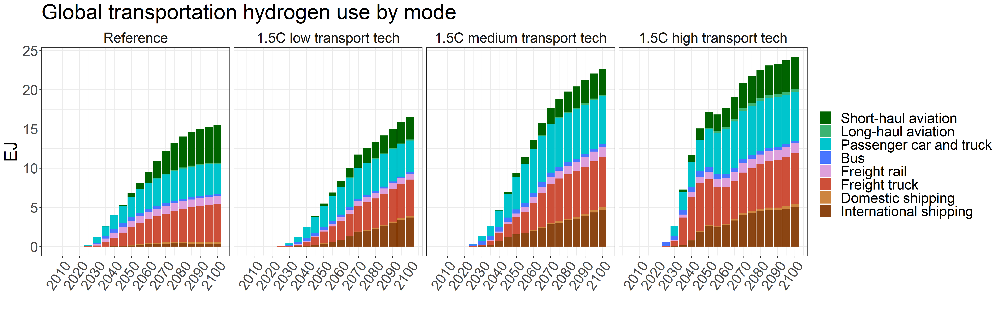 Global transportation hydrogen use by mode
Reference
1.5C low transport tech
1.5C medium transport tech
1.5C high transport tech
EJ
25
20
15
10
5
0
2010 2020 2030 2040 2050 2060 2070 2080 2090 2100
2010 2020 2030 2040 2050 2060 2070 2080 2090 2100
2010 2020 2030 2040 2050 2060 2070 2080 2090 2100
2010 2020 2030 2040 2050 2060 2070 2080 2090 2100
Short-haul aviation
Long-haul aviation
Passenger car and truck
Bus
Freight rail
Freight truck
Domestic shipping
International shipping